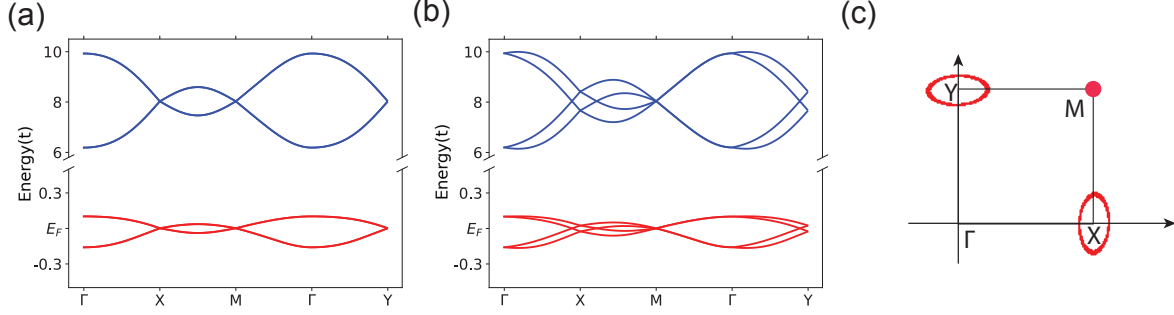 (a)
10
8
6
Energy(t)
0.3
E_F
-0.3
Γ X M Γ Y
(b)
10
8
6
Energy(t)
0.3
E_F
-0.3
Γ X M Γ Y
(c)
Y
M
Γ
X